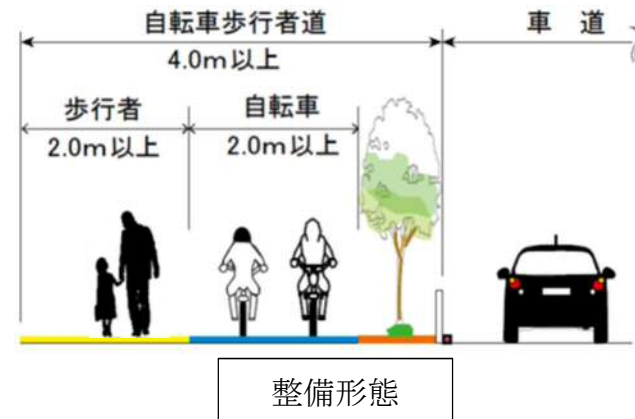 自転車歩行者道
車 道
4.0m以上
歩行者
自転車
2.0m以上
2.0m以上
整備形態